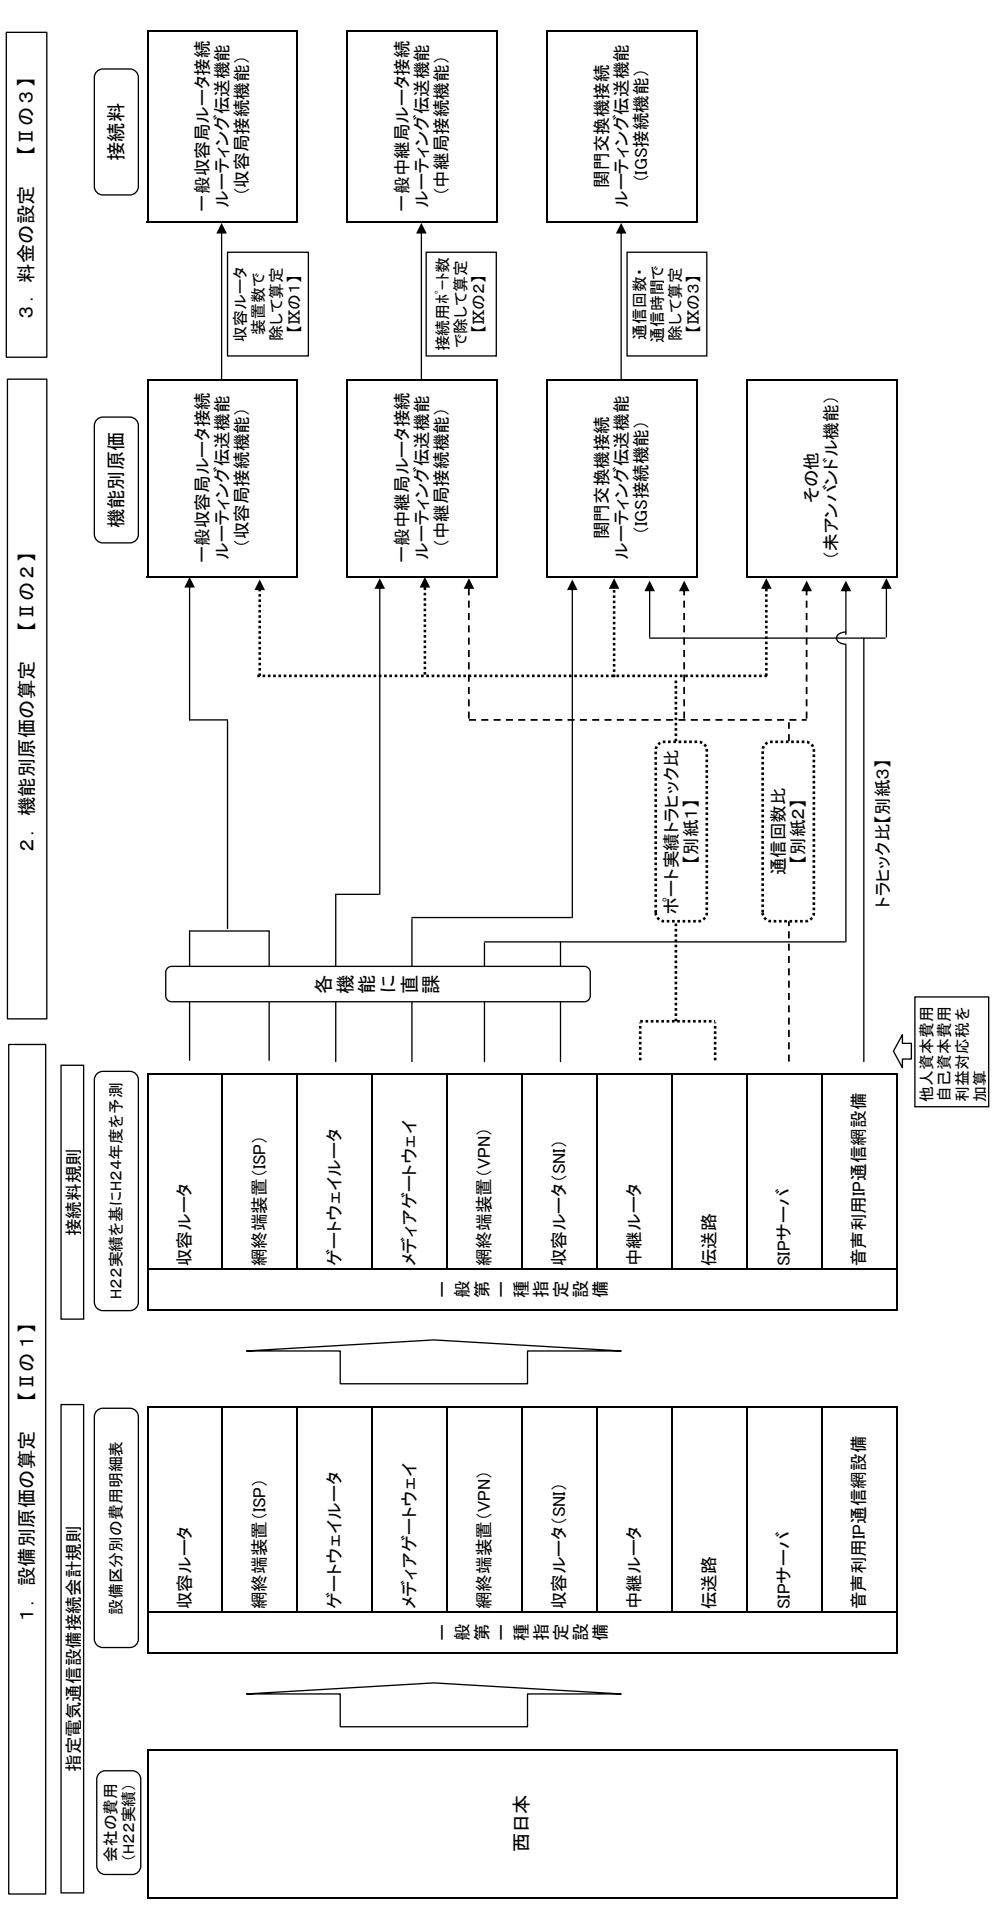 1．設備別原価の算定　【Ⅱの1】
2．機能別原価の算定　【Ⅱの2】
3．料金の設定　【Ⅱの3】
指定電気通信設備接続会計規則
接続料規則
会社の費用
（H22実績）
西日本
設備区分別の費用明細表
収容ルータ
網終端装置（ISP）
ゲートウェイルータ
メディアゲートウェイ
網終端装置（VPN）
収容ルータ（SNI）
中継ルータ
伝送路
SIPサーバ
音声利用IP通信網設備
一般第一種指定設備
H22実績を基にH24年度を予測
収容ルータ
網終端装置（ISP）
ゲートウェイルータ
メディアゲートウェイ
網終端装置（VPN）
収容ルータ（SNI）
中継ルータ
伝送路
SIPサーバ
音声利用IP通信網設備
一般第一種指定設備
他人資本費用
自己資本費用
利益対応税を
加算
各機能に直課
ポート実績トラヒック比
【別紙1】
通信回数比
【別紙2】
トラヒック比【別紙3】
機能別原価
一般収容局ルータ接続
ルーティング伝送機能
（収容局接続機能）
一般中継局ルータ接続
ルーティング伝送機能
（中継局接続機能）
関門交換機接続
ルーティング伝送機能
（IGS接続機能）
その他
（未アンバンドル機能）
収容ルータ
装置数で
除して算定
【Ⅸの1】
接続用ポート数
で除して算定
【Ⅸの2】
通信回数・
通信時間で
除して算定
【Ⅸの3】
接続料
一般収容局ルータ接続
ルーティング伝送機能
（収容局接続機能）
一般中継局ルータ接続
ルーティング伝送機能
（中継局接続機能）
関門交換機接続
ルーティング伝送機能
（IGS接続機能）